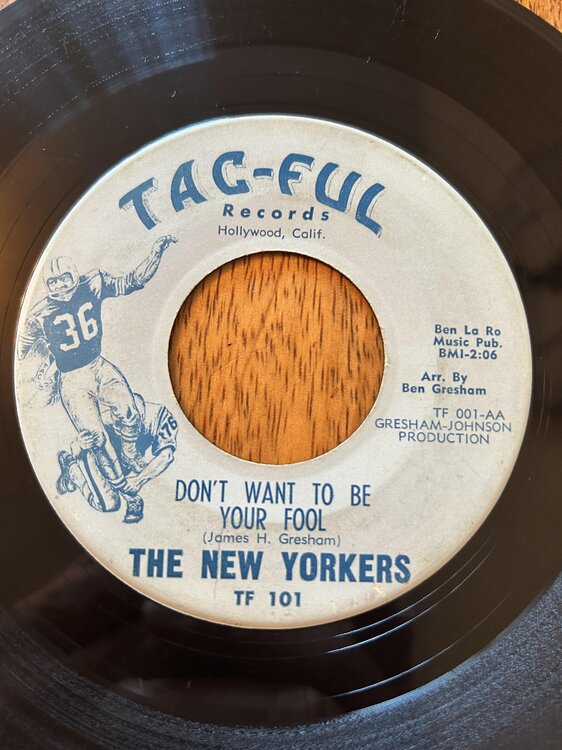 TAC-FUL
Records
Hollywood, Calif.
36
76
Ben La Ro
Music Pub.
BMI-2:06
Arr. By
Ben Gresham
TF 001-AA
GRESHAM-JOHNSON
PRODUCTION
DON'T WANT TO BE
YOUR FOOL
(James H. Gresham)
THE NEW YORKERS
TF 101